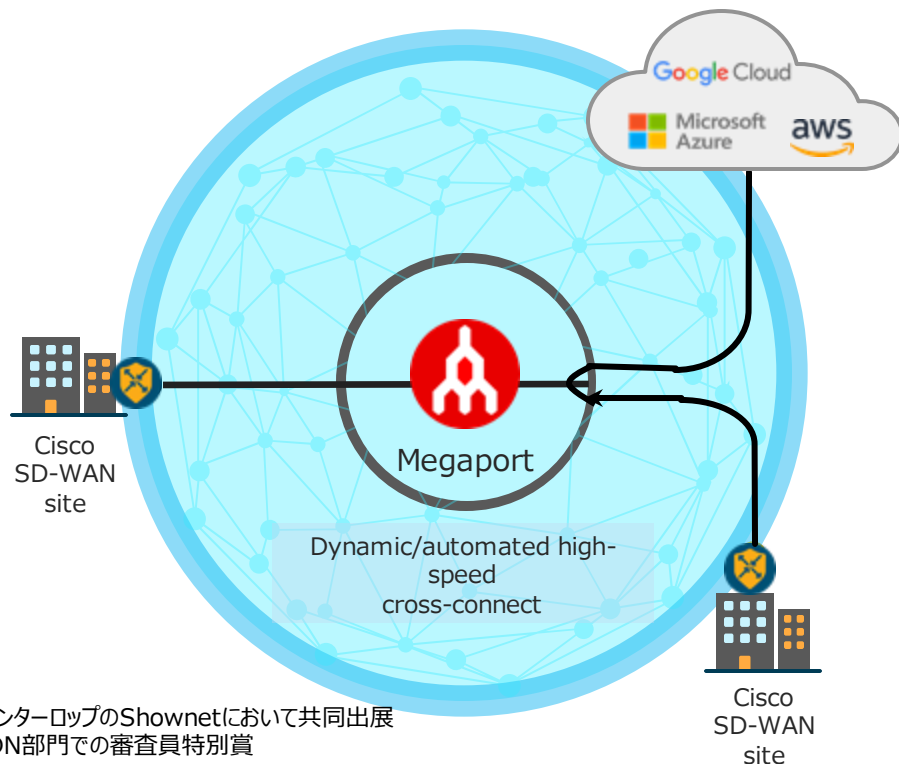 Google Cloud
Microsoft
Azure
aws
Cisco
SD-WAN
site
Megaport
Dynamic/automated high-
speed
cross-connect
Cisco
SD-WAN
site
ンターロップのShownetにおいて共同出展
ON部門での審査員特別賞